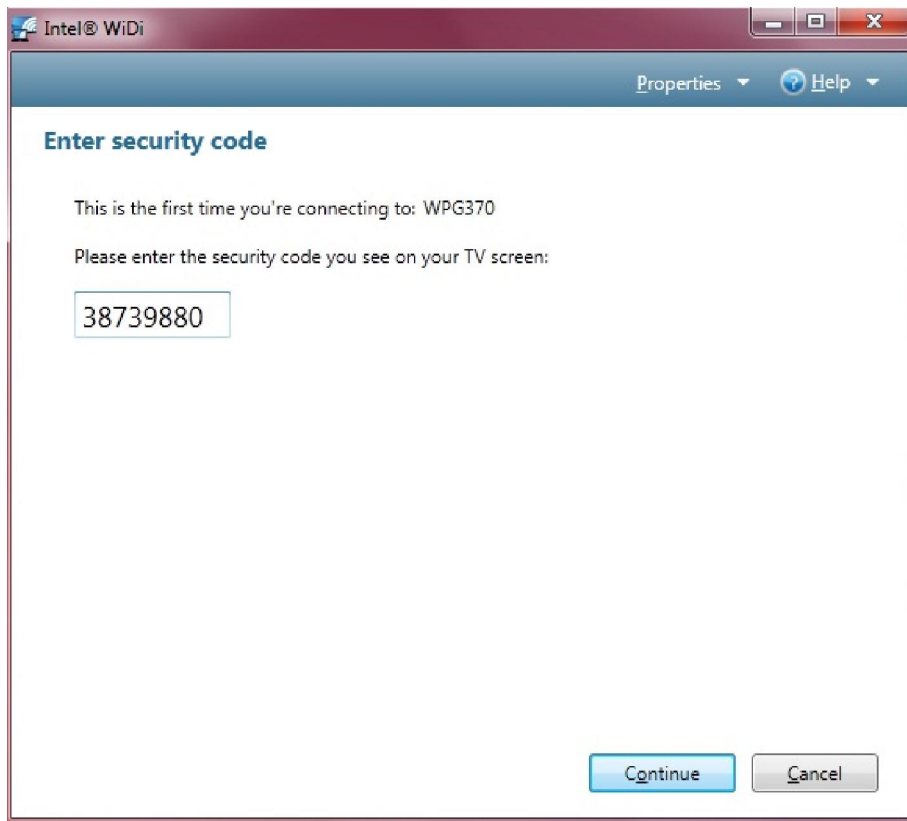 Intel® WiDi
Properties Help
Enter security code
This is the first time you're connecting to: WPG370
Please enter the security code you see on your TV screen:
38739880
Continue Cancel